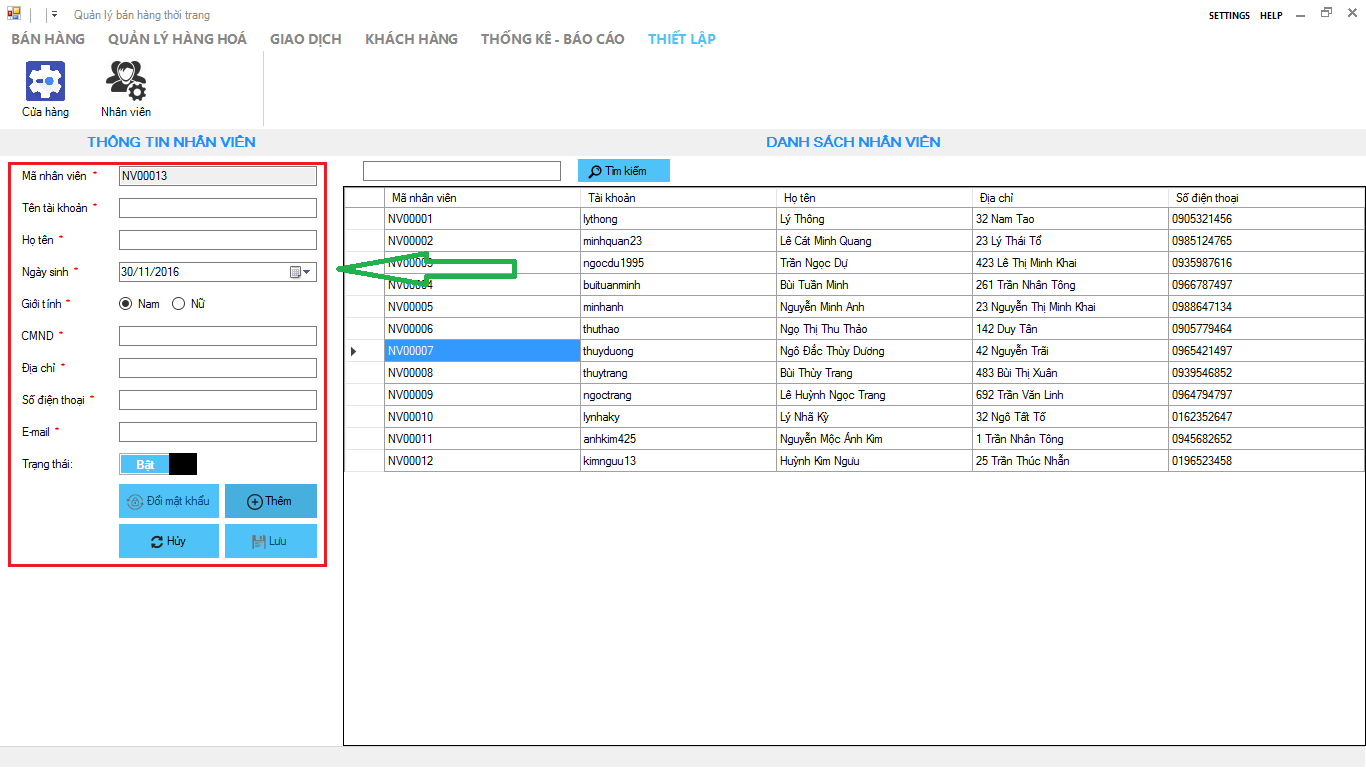 Quản lý bán hàng thời trang
SETTINGS HELP
BÁN HÀNG QUẢN LÝ HÀNG HOÁ GIAO DỊCH KHÁCH HÀNG THỐNG KÊ - BÁO CÁO THIẾT LẬP
Cửa hàng Nhân viên
THÔNG TIN NHÂN VIÊN
Mã nhân viên * NV00013
Tên tài khoản *
Họ tên *
Ngày sinh * 30/11/2016
Giới tính * Nam Nữ
CMND *
Địa chỉ *
Số điện thoại *
E-mail *
Trạng thái: Bật
Đổi mật khẩu Thêm
Hủy Lưu
DANH SÁCH NHÂN VIÊN
Tìm kiếm
Mã nhân viên Tài khoản Họ tên Địa chỉ Số điện thoại
NV00001 lythong Lý Thông 32 Nam Tao 0905321456
NV00002 minhquan23 Lê Cát Minh Quang 23 Lý Thái Tổ 0985124765
NV00003 ngocdu1995 Trần Ngọc Dự 423 Lê Thị Minh Khai 0935987616
NV00004 buituanminh Bùi Tuấn Minh 261 Trần Nhân Tông 0966787497
NV00005 minhanh Nguyễn Minh Anh 23 Nguyễn Thị Minh Khai 0988647134
NV00006 thuthao Ngọ Thị Thu Thảo 142 Duy Tân 0905779464
NV00007 thuyduong Ngô Đắc Thùy Dương 42 Nguyễn Trãi 0965421497
NV00008 thuytrang Bùi Thùy Trang 483 Bùi Thị Xuân 0939546852
NV00009 ngoctrang Lê Huỳnh Ngọc Trang 692 Trần Văn Linh 0964794797
NV00010 lynhaky Lý Nhã Kỳ 32 Ngô Tất Tố 0162352647
NV00011 anhkim425 Nguyễn Mộc Ánh Kim 1 Trần Nhân Tông 0945682652
NV00012 kimnguu13 Huỳnh Kim Ngưu 25 Trần Thúc Nhẫn 0196523458